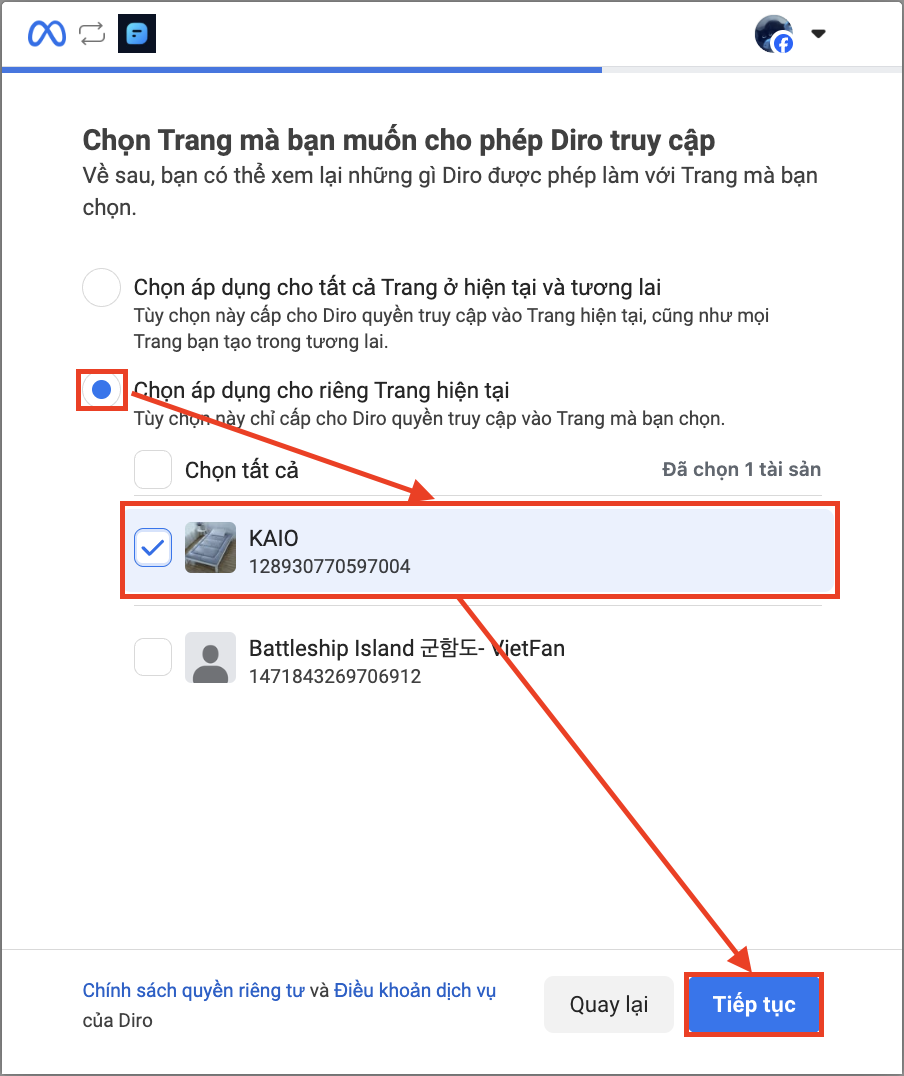 Chọn Trang mà bạn muốn cho phép Diro truy cập
Về sau, bạn có thể xem lại những gì Diro được phép làm với Trang mà bạn
chọn.
Chọn áp dụng cho tất cả Trang ở hiện tại và tương lai
Tùy chọn này cấp cho Diro quyền truy cập vào Trang hiện tại, cũng như mọi
Trang bạn tạo trong tương lai.
Chọn áp dụng cho riêng Trang hiện tại
Tùy chọn này chỉ cấp cho Diro quyền truy cập vào Trang mà bạn chọn.
Chọn tất cả
Đã chọn 1 tài sản
KAIO
128930770597004
Battleship Island 군함도- VietFan
1471843269706912
Chính sách quyền riêng tư và Điều khoản dịch vụ
của Diro
Quay lại
Tiếp tục